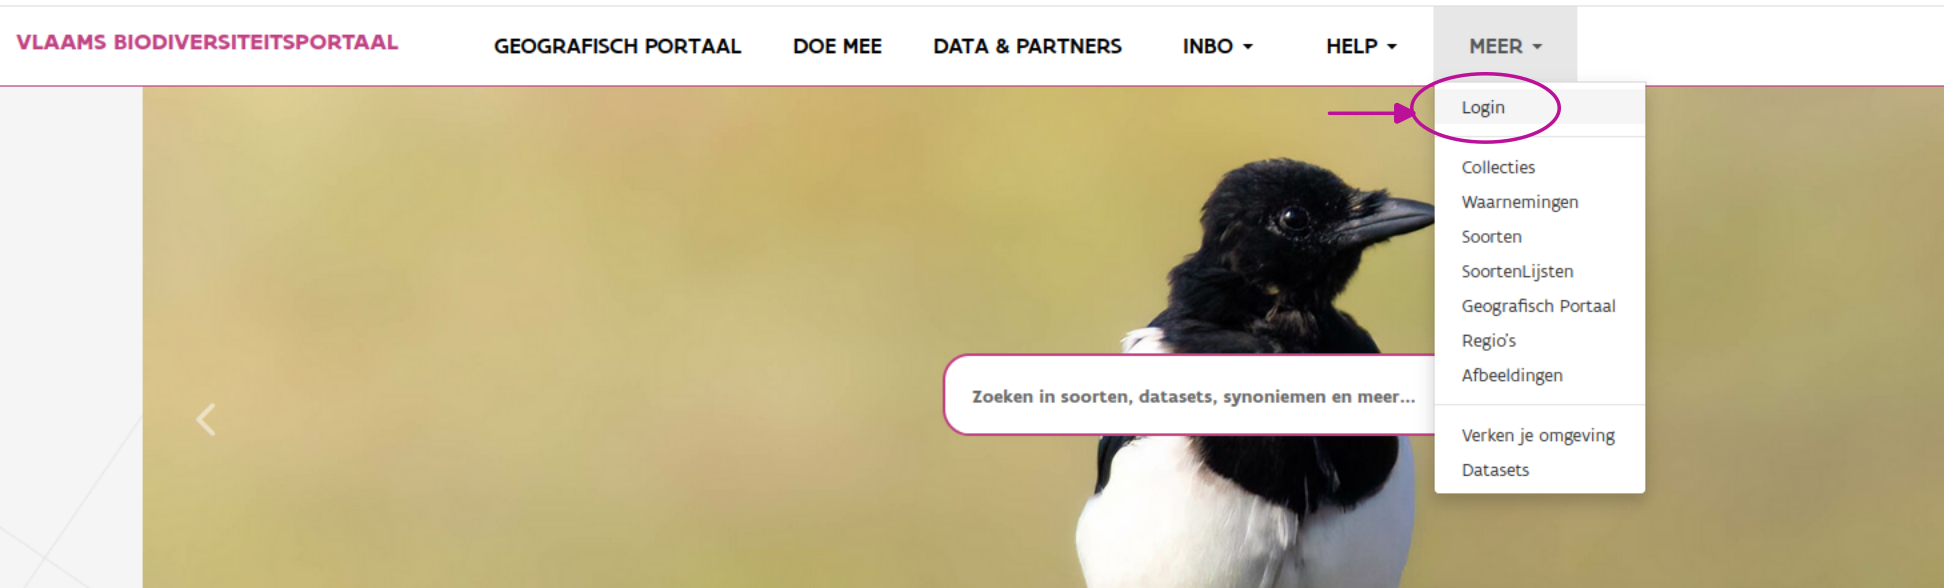 VLAAMS BIODIVERSITEITSPORTAAL
GEOGRAFISCH PORTAAL
DOE MEE
DATA & PARTNERS
INBO
HELP
MEER
Login
Collecties
Waarnemingen
Soorten
SoortenLijsten
Geografisch Portaal
Regio's
Afbeeldingen
Verken je omgeving
Datasets
Zoeken in soorten, datasets, synoniemen en meer...